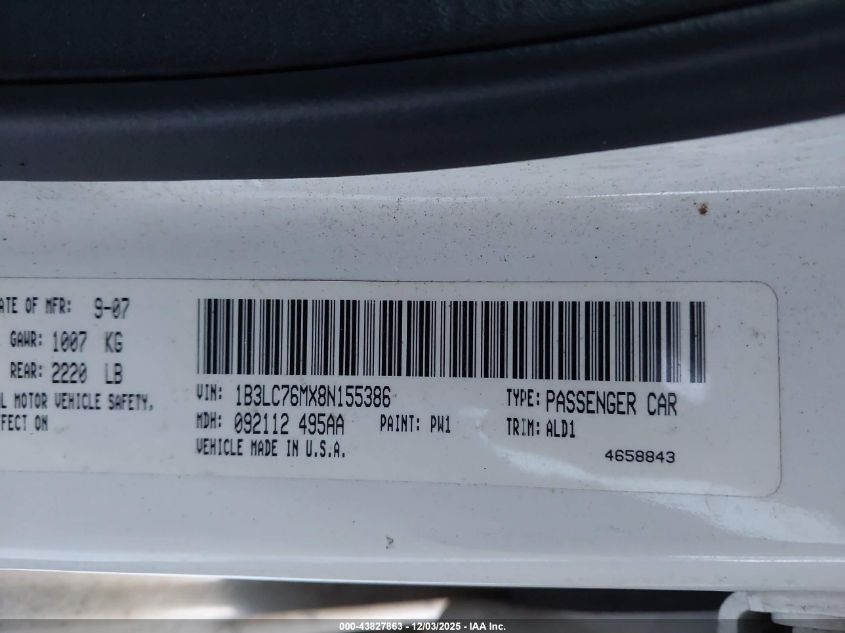 ATE OF MFR: 9-07
GAWR: 1007 KG
REAR: 2220 LB
L MOTOR VEHICLE SAFETY,
FFECT ON
VIN: 1B3LC76MX8N155386 TYPE: PASSENGER CAR
MDH: 092112 495AA PAINT: PW1 TRIM: ALD1
VEHICLE MADE IN U.S.A. 4658843
000-43827863 | 12/03/2025 - IAA Inc.